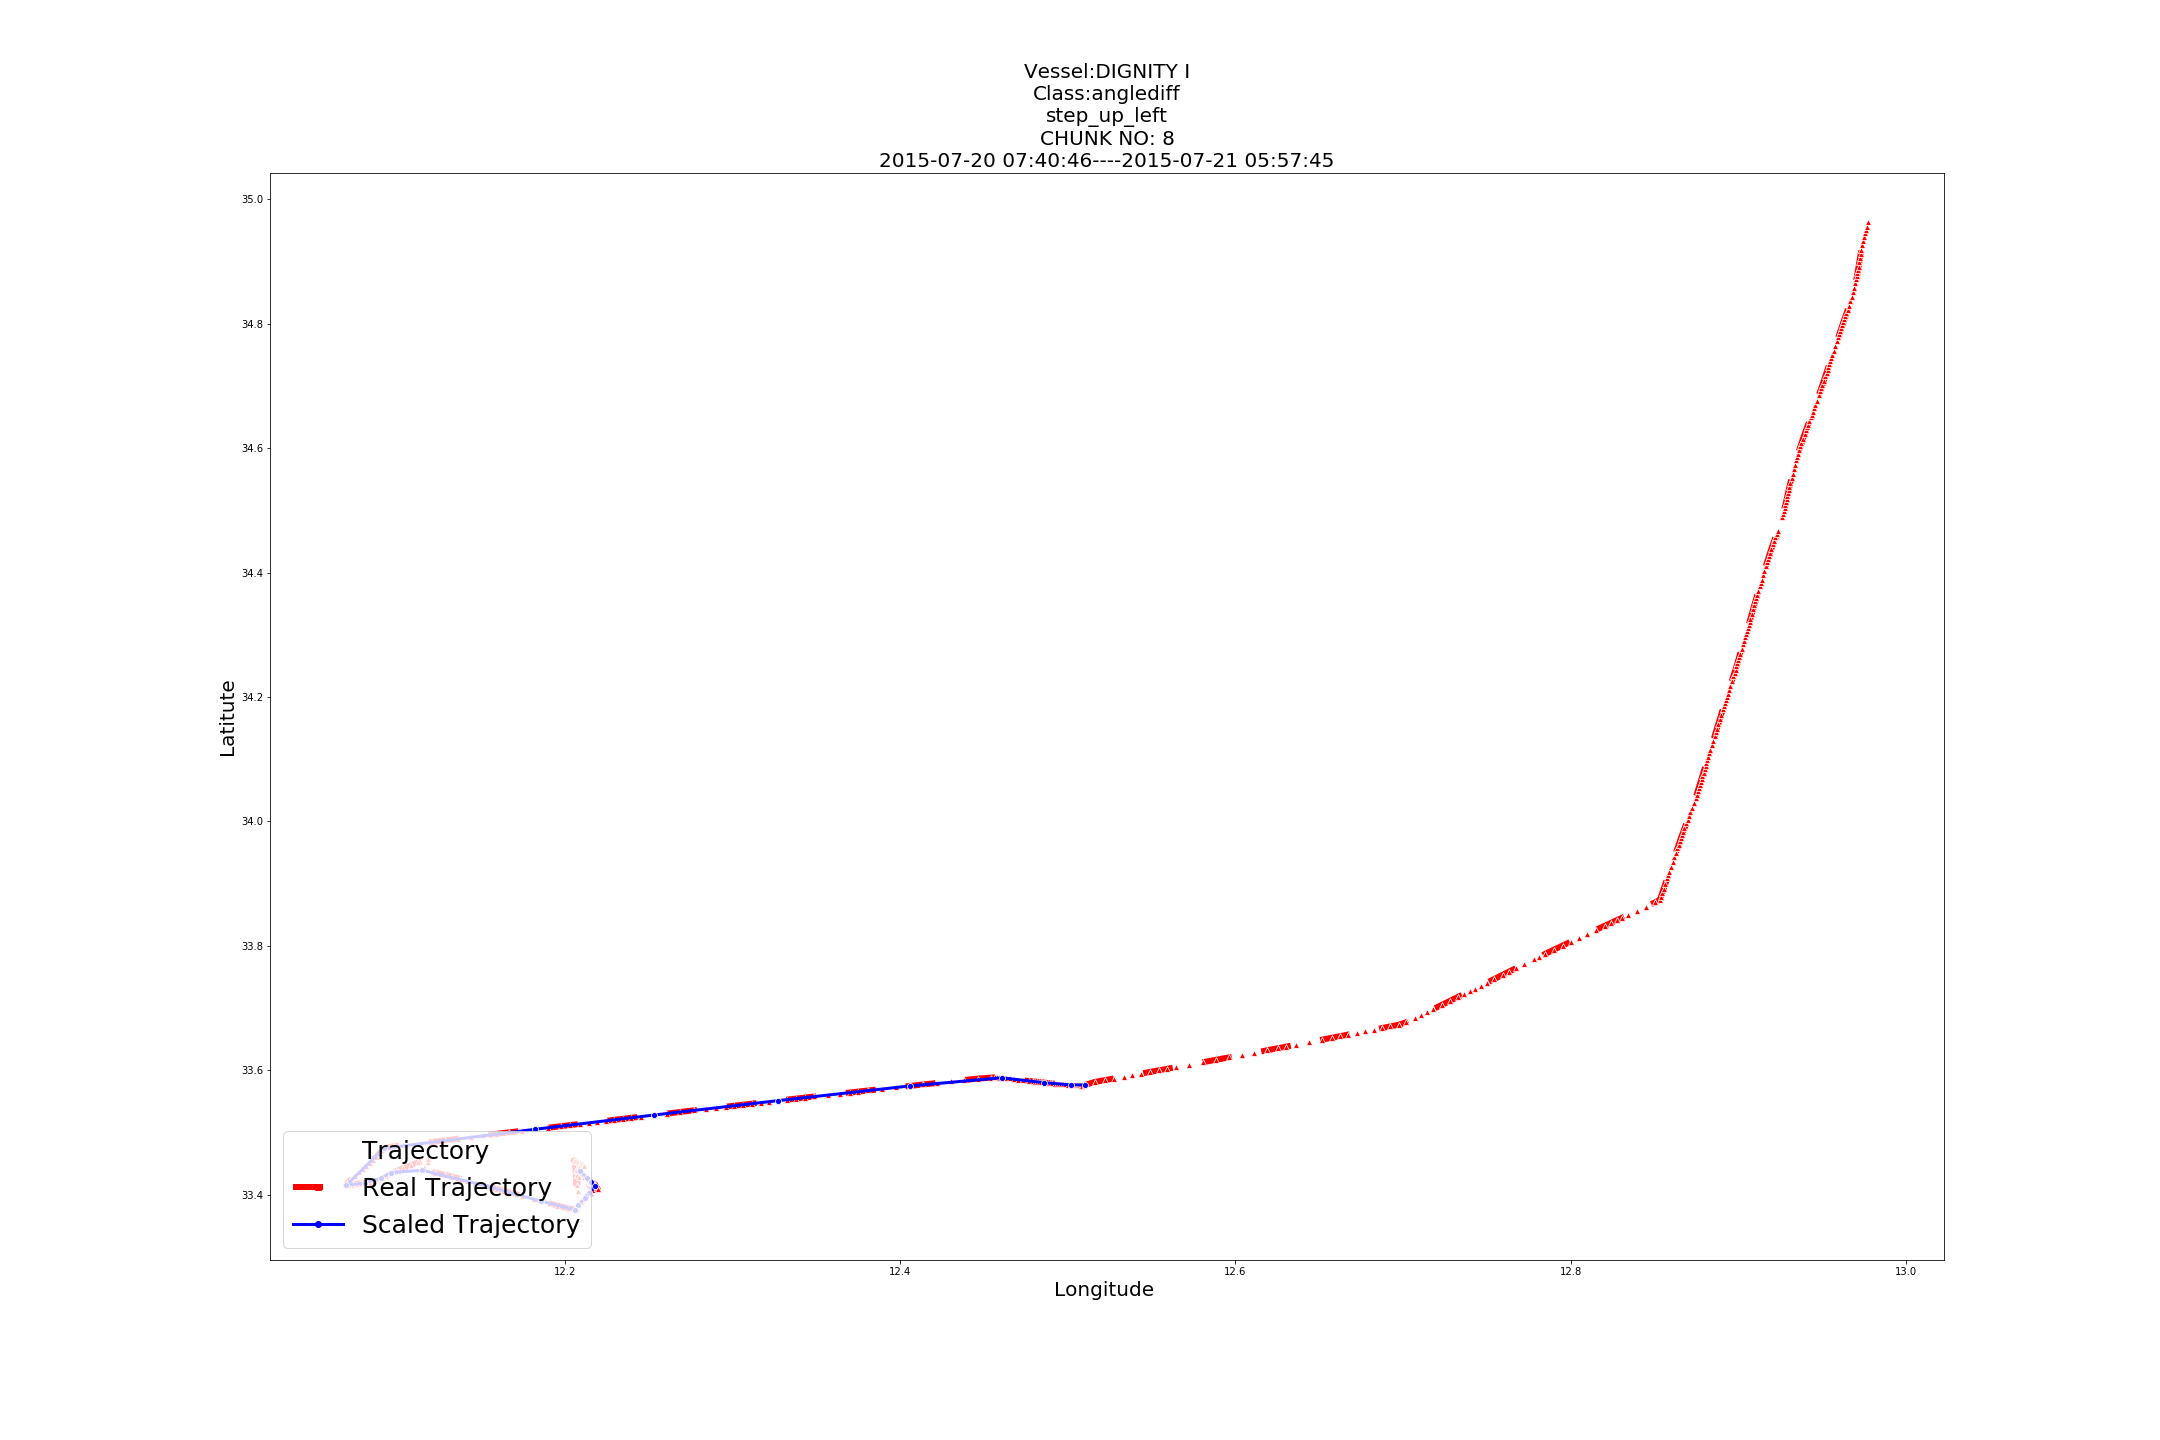 Vessel:DIGNITY I
Class:anglediff
step_up_left
CHUNK NO: 8
2015-07-20 07:40:46----2015-07-21 05:57:45
35.0
34.8
34.6
34.4
34.2
34.0
33.8
33.6
33.4
Latitute
Trajectory
Real Trajectory
Scaled Trajectory
12.2
12.4
12.6
12.8
13.0
Longitude